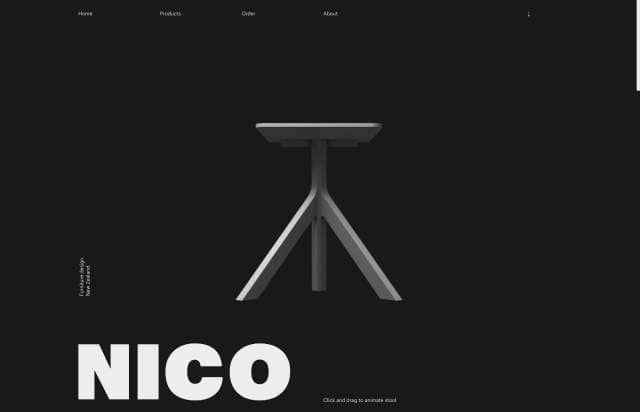 Home
Products
Order
About
↓
Furniture design
New Zealand
NICO
Click and drag to animate stool